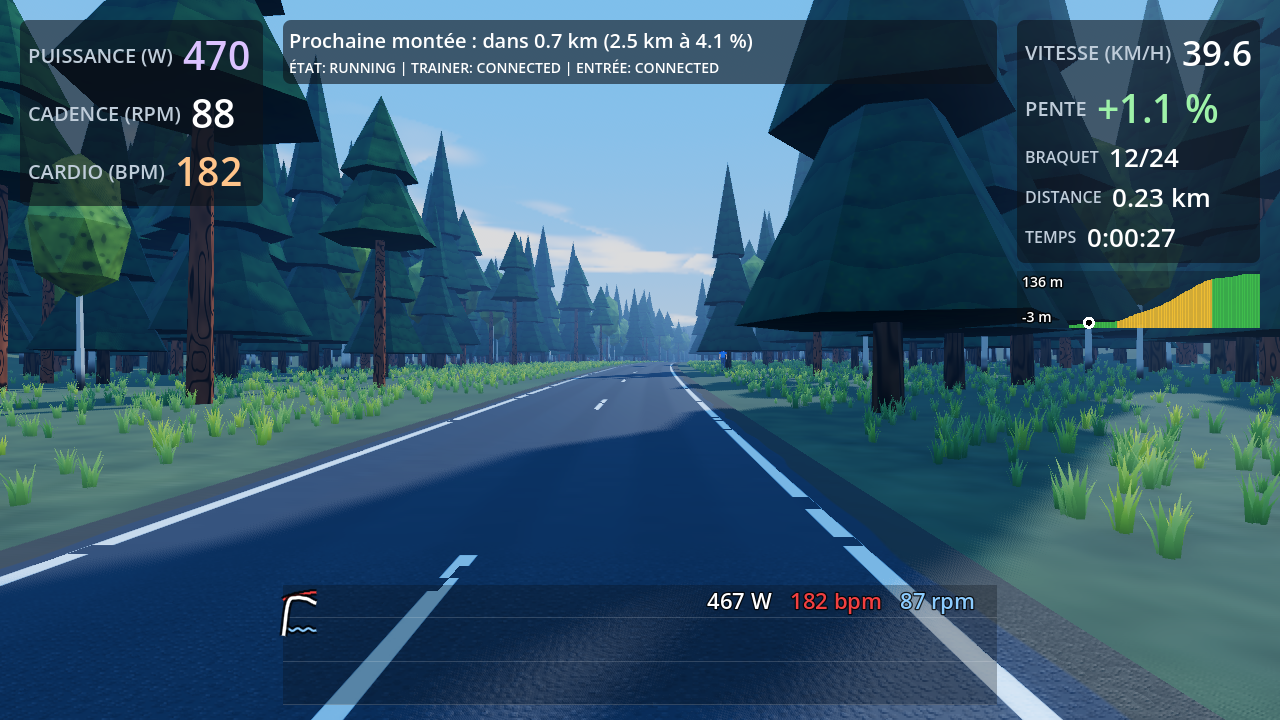 PUISSANCE (W) 470
CADENCE (RPM) 88
CARDIO (BPM) 182
Prochaine montée : dans 0.7 km (2.5 km à 4.1 %)
ÉTAT: RUNNING | TRAINER: CONNECTED | ENTRÉE: CONNECTED
VITESSE (KM/H) 39.6
PENTE +1.1 %
BRAQUET 12/24
DISTANCE 0.23 km
TEMPS 0:00:27
136 m
-3 m
467 W 182 bpm 87 rpm